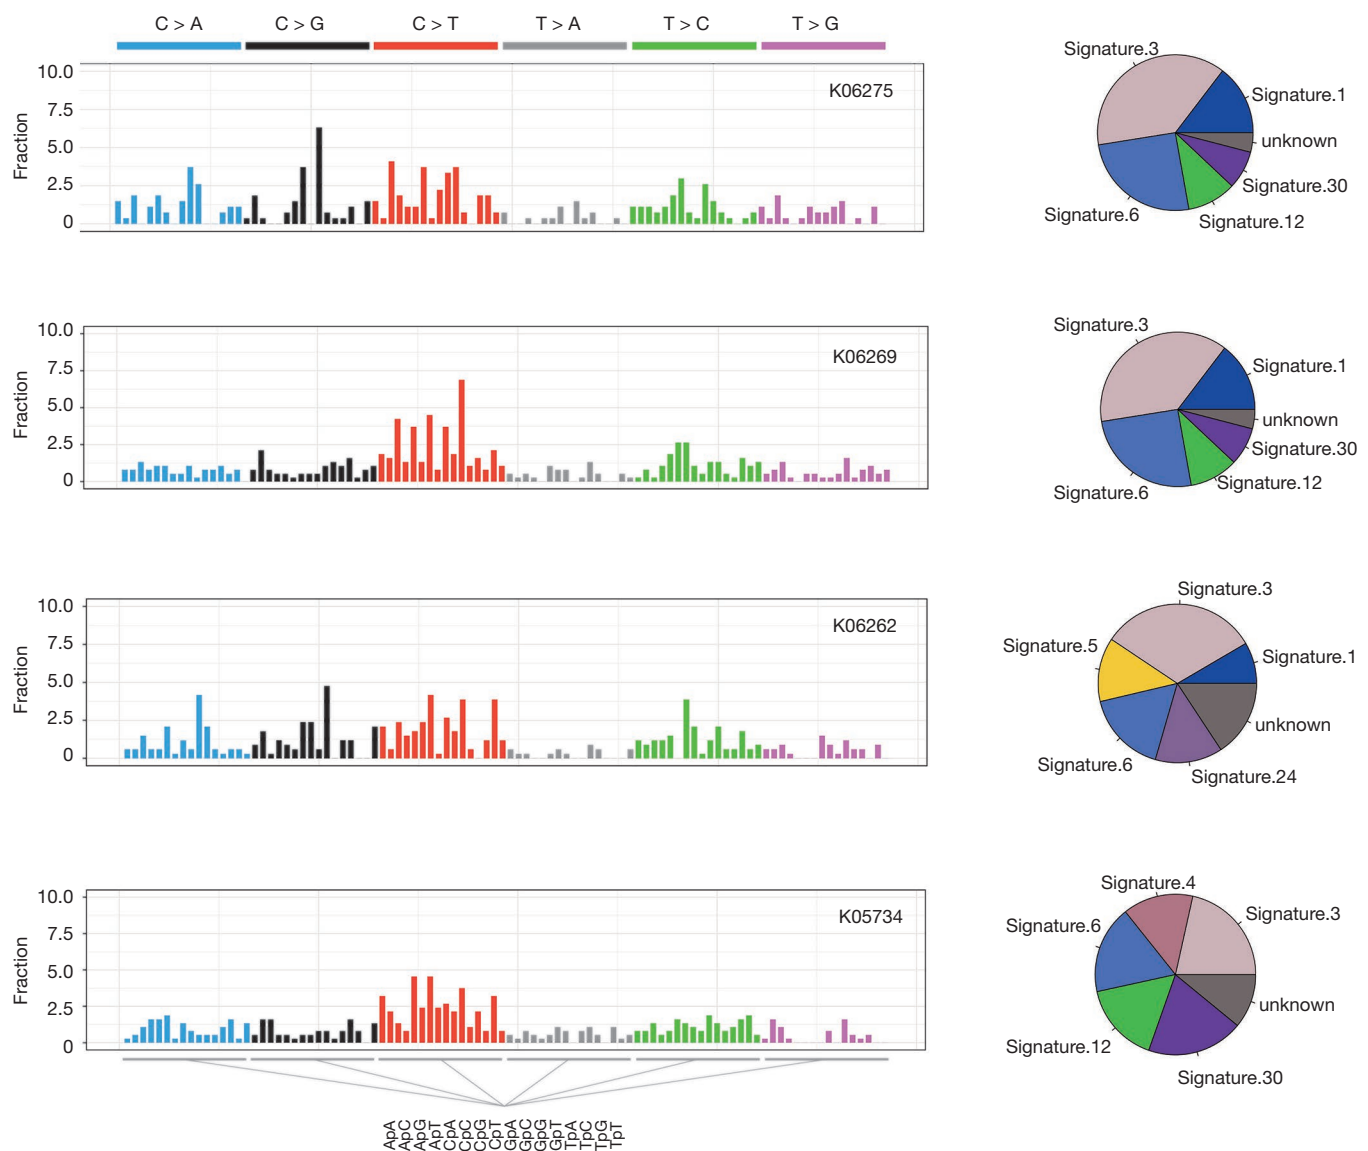 C > A C > G C > T T > A T > C T > G
Fraction
10.0
7.5
5.0
2.5
0
K06275
Signature.3
Signature.1
unknown
Signature.30
Signature.12
Signature.6
Fraction
10.0
7.5
5.0
2.5
0
K06269
Signature.3
Signature.1
unknown
Signature.30
Signature.12
Signature.6
Fraction
10.0
7.5
5.0
2.5
0
K06262
Signature.3
Signature.5
Signature.1
unknown
Signature.6
Signature.24
Fraction
10.0
7.5
5.0
2.5
0
K05734
Signature.4
Signature.3
Signature.6
unknown
Signature.12
Signature.30
ApA
ApC
ApG
ApT
CpA
CpC
CpG
CpT
GpA
GpC
GpG
GpT
TpA
TpC
TpG
TpT